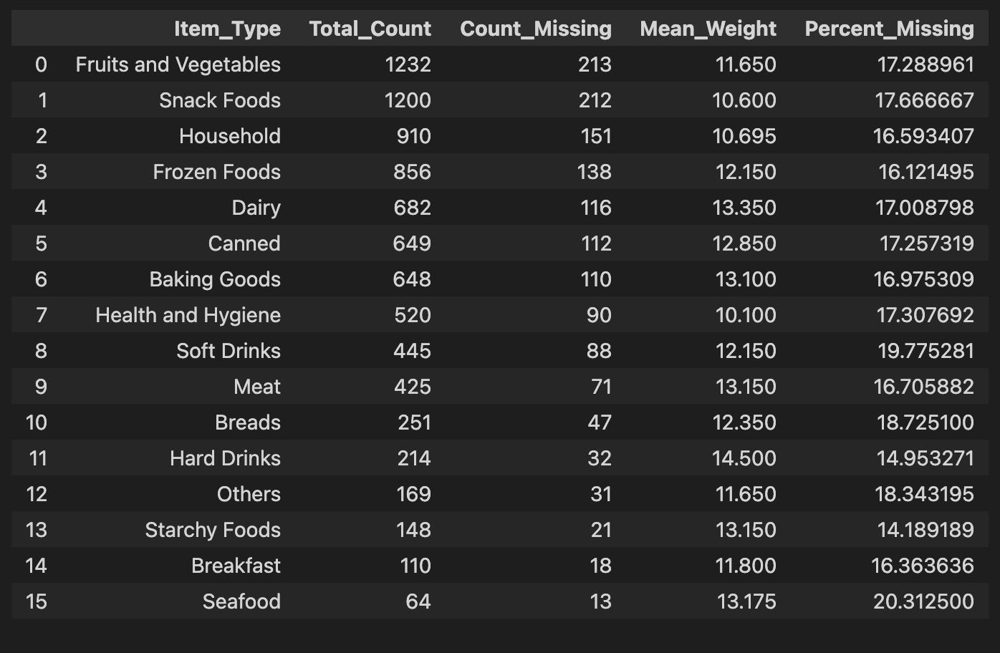 Item_Type Total_Count Count_Missing Mean_Weight Percent_Missing
0 Fruits and Vegetables 1232 213 11.650 17.288961
1 Snack Foods 1200 212 10.600 17.666667
2 Household 910 151 10.695 16.593407
3 Frozen Foods 856 138 12.150 16.121495
4 Dairy 682 116 13.350 17.008798
5 Canned 649 112 12.850 17.257319
6 Baking Goods 648 110 13.100 16.975309
7 Health and Hygiene 520 90 10.100 17.307692
8 Soft Drinks 445 88 12.150 19.775281
9 Meat 425 71 13.150 16.705882
10 Breads 251 47 12.350 18.725100
11 Hard Drinks 214 32 14.500 14.953271
12 Others 169 31 11.650 18.343195
13 Starchy Foods 148 21 13.150 14.189189
14 Breakfast 110 18 11.800 16.363636
15 Seafood 64 13 13.175 20.312500